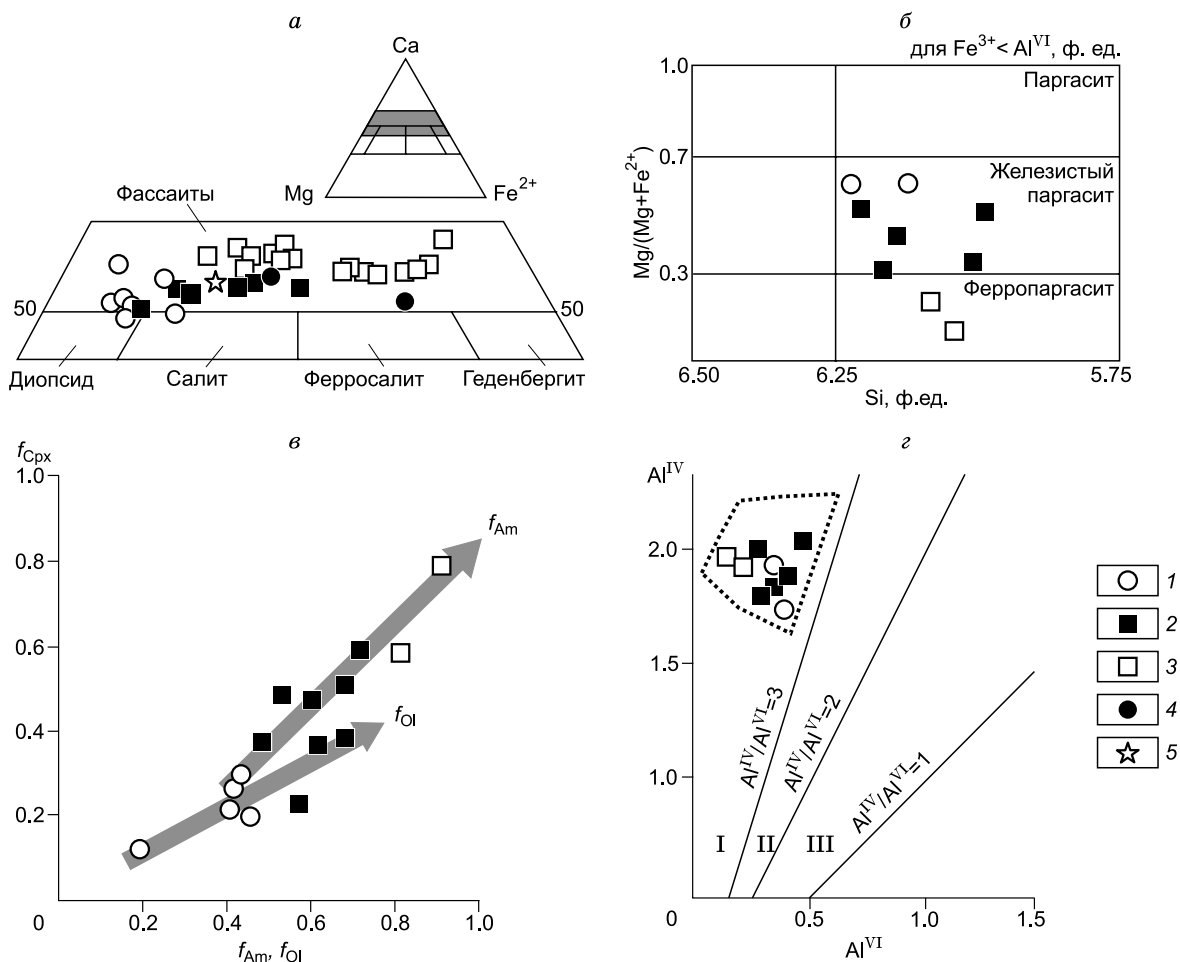 а
Ca
Mg
Fe2+
Фассаиты
50
50
Диопсид
Салит
Ферросалит
Геденбергит
б
для Fe3+< AlVI, ф. ед.
1.0
Паргасит
0.7
Железистый
паргасит
0.3
Ферропаргасит
Mg/(Mg+Fe2+)
6.50
6.25
5.75
Si, ф.ед.
в
fCpx
1.0
0.8
0.6
0.4
0.2
0
0.2
0.4
0.6
0.8
1.0
fAm
fOl
fAm, fOl
г
AlIV
2.0
1.5
1.0
0
0.5
1.0
1.5
AlVI
AlIV/AlVI=3
AlIV/AlVI=2
AlIV/AlVI=1
I
II
III
1
2
3
4
5